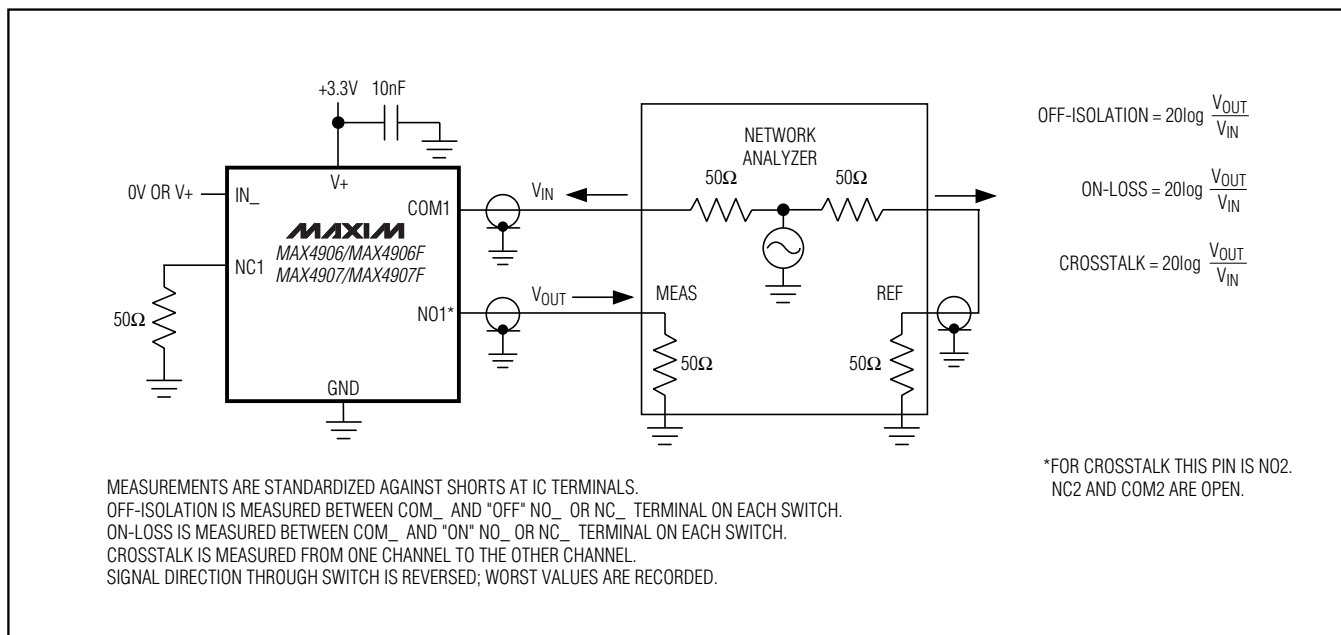 +3.3V 10nF
V+
0V OR V+
IN_
COM1
MAXIM
MAX4906/MAX4906F
MAX4907/MAX4907F
NC1
50Ω
NO1*
GND
VIN
VOUT
NETWORK
ANALYZER
50Ω 50Ω
MEAS REF
50Ω 50Ω
OFF-ISOLATION = 20log VOUT/VIN
ON-LOSS = 20log VOUT/VIN
CROSSTALK = 20log VOUT/VIN
*FOR CROSSTALK THIS PIN IS NO2.
NC2 AND COM2 ARE OPEN.
MEASUREMENTS ARE STANDARDIZED AGAINST SHORTS AT IC TERMINALS.
OFF-ISOLATION IS MEASURED BETWEEN COM_ AND "OFF" NO_ OR NC_ TERMINAL ON EACH SWITCH.
ON-LOSS IS MEASURED BETWEEN COM_ AND "ON" NO_ OR NC_ TERMINAL ON EACH SWITCH.
CROSSTALK IS MEASURED FROM ONE CHANNEL TO THE OTHER CHANNEL.
SIGNAL DIRECTION THROUGH SWITCH IS REVERSED; WORST VALUES ARE RECORDED.